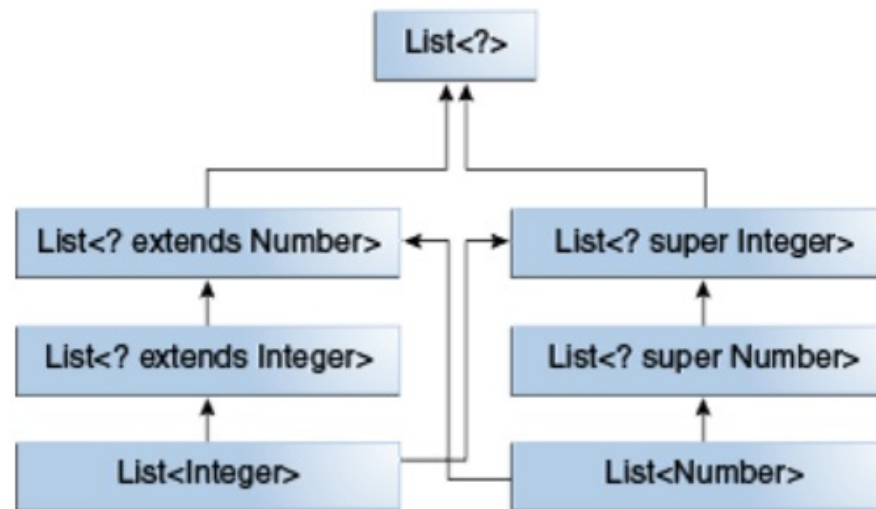 List<?>
List<? extends Number>
List<? super Integer>
List<? extends Integer>
List<? super Number>
List<Integer>
List<Number>